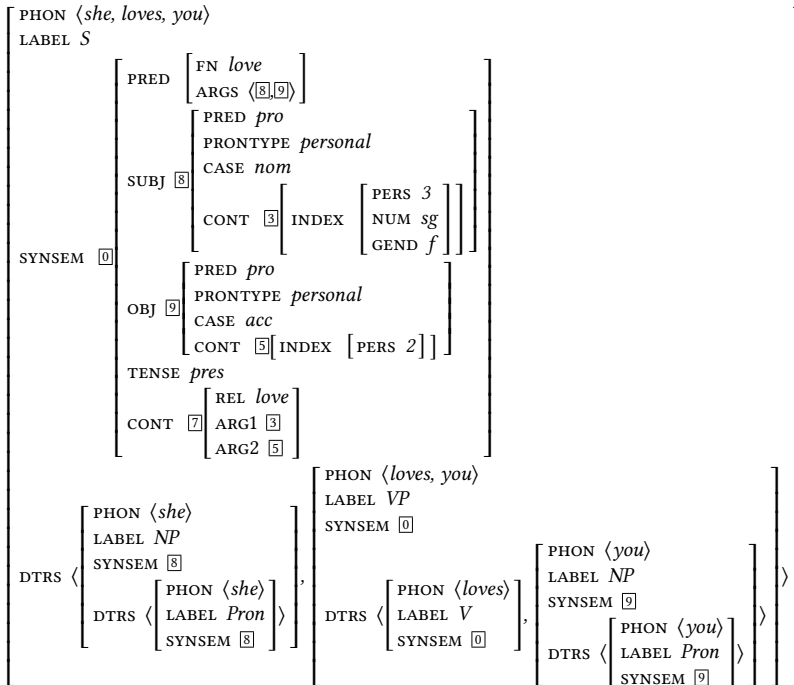 PHON ⟨she, loves, you⟩
LABEL S
PRED [FN love
ARGS ⟨[8],[9]⟩]
SUBJ [8][PRED pro
PRONTYPE personal
CASE nom
CONT [3][INDEX [PERS 3
NUM sg
GEND f]]]
SYNSEM [0]
OBJ [9][PRED pro
PRONTYPE personal
CASE acc
CONT [5][INDEX [PERS 2]]]
TENSE pres
CONT [7][REL love
ARG1 [3]
ARG2 [5]]
DTRS ⟨[PHON ⟨she⟩
LABEL NP
SYNSEM [8]
DTRS ⟨[PHON ⟨she⟩
LABEL Pron
SYNSEM [8]]⟩],
[PHON ⟨loves, you⟩
LABEL VP
SYNSEM [0]
DTRS ⟨[PHON ⟨loves⟩
LABEL V
SYNSEM [0]],
[PHON ⟨you⟩
LABEL NP
SYNSEM [9]
DTRS ⟨[PHON ⟨you⟩
LABEL Pron
SYNSEM [9]]⟩]⟩]⟩